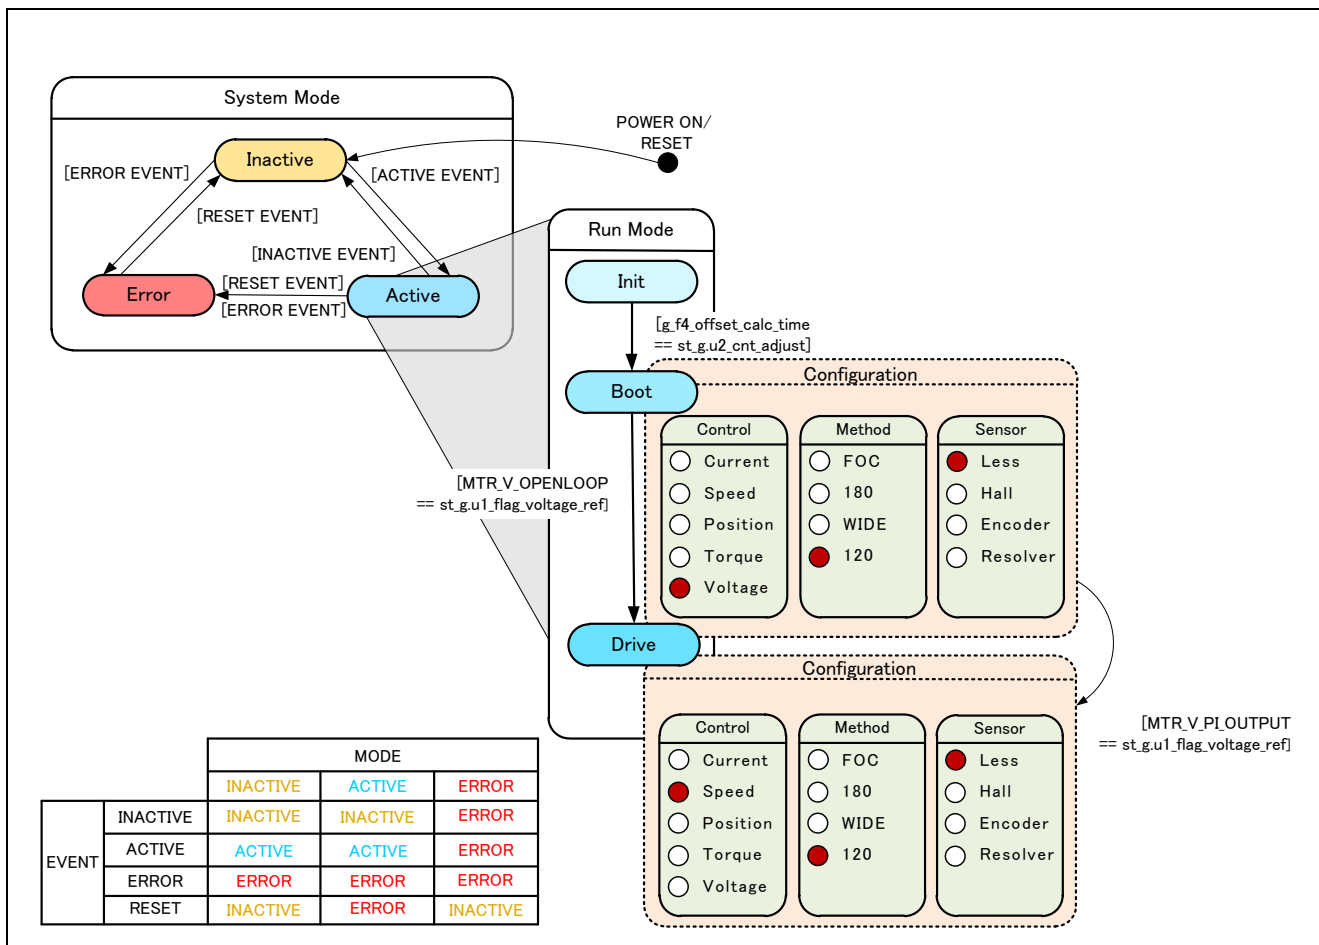 System Mode
POWER ON/
RESET
Inactive
[ERROR EVENT]
[ACTIVE EVENT]
[RESET EVENT]
[INACTIVE EVENT]
Error
[RESET EVENT]
[ERROR EVENT]
Active
Run Mode
Init
[g_f4_offset_calc_time
== st_g.u2_cnt_adjust]
Boot
Configuration
Control
Current
Speed
Position
Torque
Voltage
Method
FOC
180
WIDE
120
Sensor
Less
Hall
Encoder
Resolver
[MTR_V_OPENLOOP
== st_g.u1_flag_voltage_ref]
Drive
Configuration
Control
Current
Speed
Position
Torque
Voltage
Method
FOC
180
WIDE
120
Sensor
Less
Hall
Encoder
Resolver
[MTR_V_PI_OUTPUT
== st_g.u1_flag_voltage_ref]
MODE
INACTIVE ACTIVE ERROR
EVENT
INACTIVE INACTIVE INACTIVE ERROR
ACTIVE ACTIVE ACTIVE ERROR
ERROR ERROR ERROR ERROR
RESET INACTIVE ERROR INACTIVE